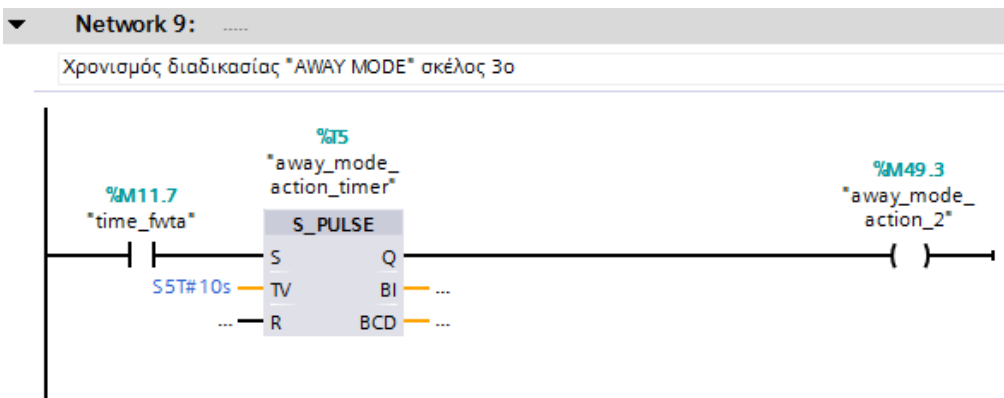 Network 9: .....
Χρονισμός διαδικασίας "AWAY MODE" σκέλος 3ο
%T5
"away_mode_
action_timer"
%M49.3
"away_mode_
action_2"
%M11.7
"time_fwta"
S_PULSE
S Q
S5T#10s TV BI ...
... R BCD ...